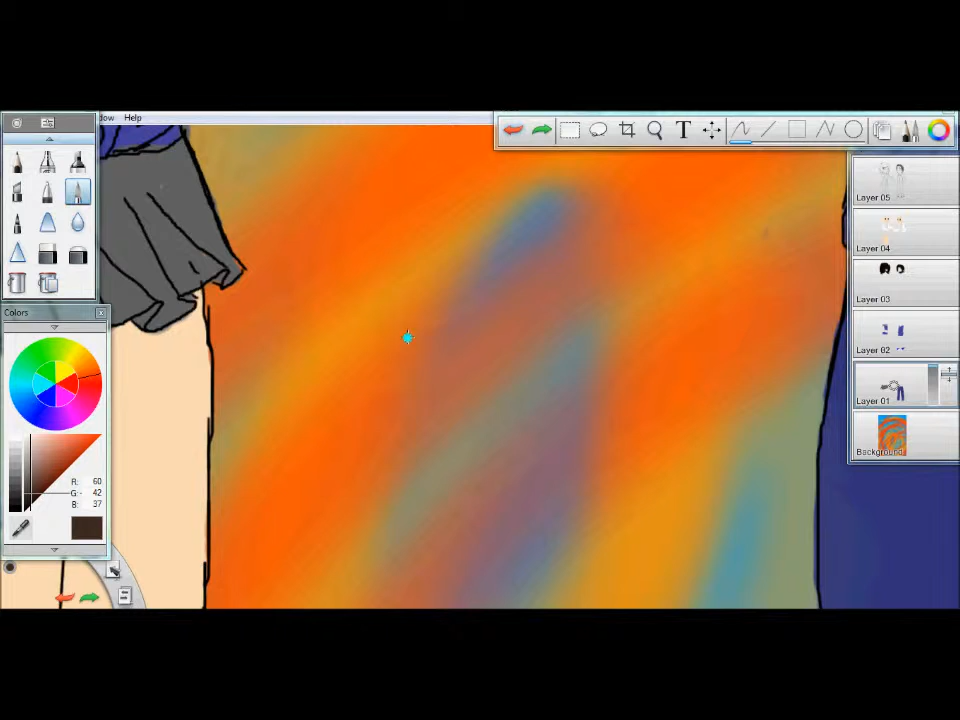 dow Help
T
Layer 05
Layer 04
Layer 03
Layer 02
Layer 01
Background
Colors
R: 60
G: 42
B: 37